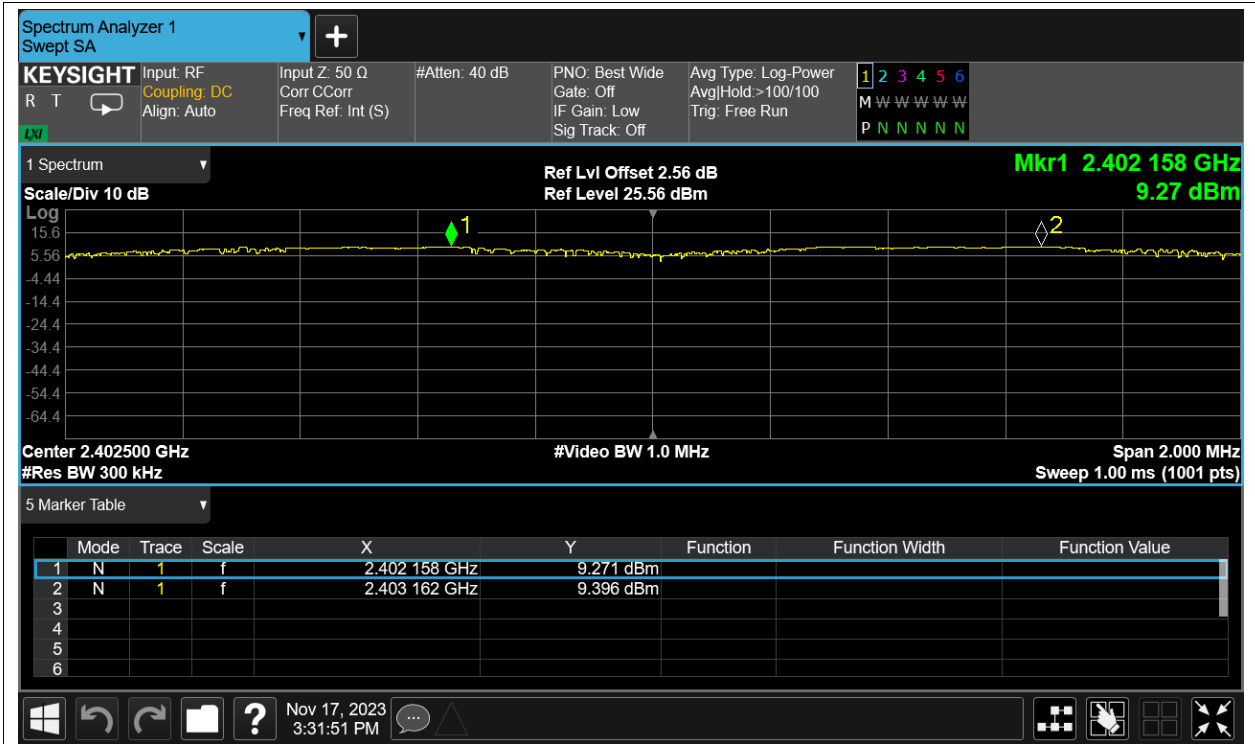 Spectrum Analyzer 1
Swept SA
+
KEYSIGHT Input: RF Input Z: 50 Ω #Atten: 40 dB PNO: Best Wide Avg Type: Log-Power 1 2 3 4 5 6
R T Coupling: DC Corr CCorr Gate: Off Avg|Hold:>100/100 M W W W W W
Align: Auto Freq Ref: Int (S) IF Gain: Low Trig: Free Run
LXI Sig Track: Off P N N N N N
1 Spectrum Ref Lvl Offset 2.56 dB Mkr1 2.402 158 GHz
Scale/Div 10 dB Ref Level 25.56 dBm 9.27 dBm
Log
1 2
15.6
5.56
-4.44
-14.4
-24.4
-34.4
-44.4
-54.4
-64.4
Center 2.402500 GHz #Video BW 1.0 MHz Span 2.000 MHz
#Res BW 300 kHz Sweep 1.00 ms (1001 pts)
5 Marker Table
Mode Trace Scale X Y Function Function Width Function Value
1 N 1 f 2.402 158 GHz 9.271 dBm
2 N 1 f 2.403 162 GHz 9.396 dBm
3
4
5
6
? Nov 17, 2023
3:31:51 PM